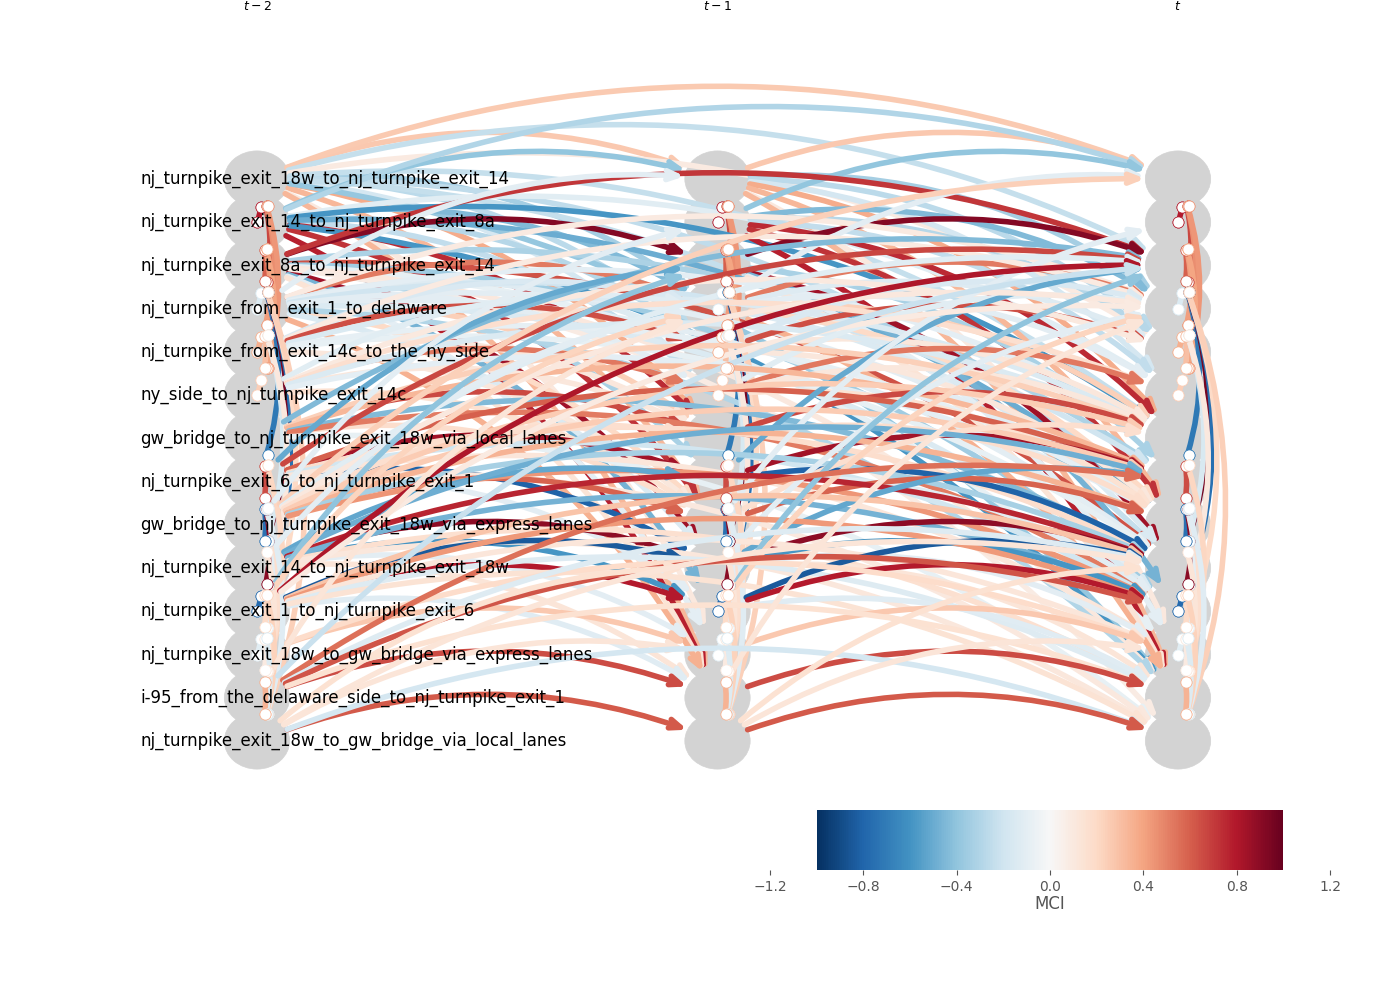 t − 2 t − 1 t
nj_turnpike_exit_18w_to_nj_turnpike_exit_14
nj_turnpike_exit_14_to_nj_turnpike_exit_8a
nj_turnpike_exit_8a_to_nj_turnpike_exit_14
nj_turnpike_from_exit_1_to_delaware
nj_turnpike_from_exit_14c_to_the_ny_side
ny_side_to_nj_turnpike_exit_14c
gw_bridge_to_nj_turnpike_exit_18w_via_local_lanes
nj_turnpike_exit_6_to_nj_turnpike_exit_1
gw_bridge_to_nj_turnpike_exit_18w_via_express_lanes
nj_turnpike_exit_14_to_nj_turnpike_exit_18w
nj_turnpike_exit_1_to_nj_turnpike_exit_6
nj_turnpike_exit_18w_to_gw_bridge_via_express_lanes
i-95_from_the_delaware_side_to_nj_turnpike_exit_1
nj_turnpike_exit_18w_to_gw_bridge_via_local_lanes
−1.2 −0.8 −0.4 0.0 0.4 0.8 1.2
MCI